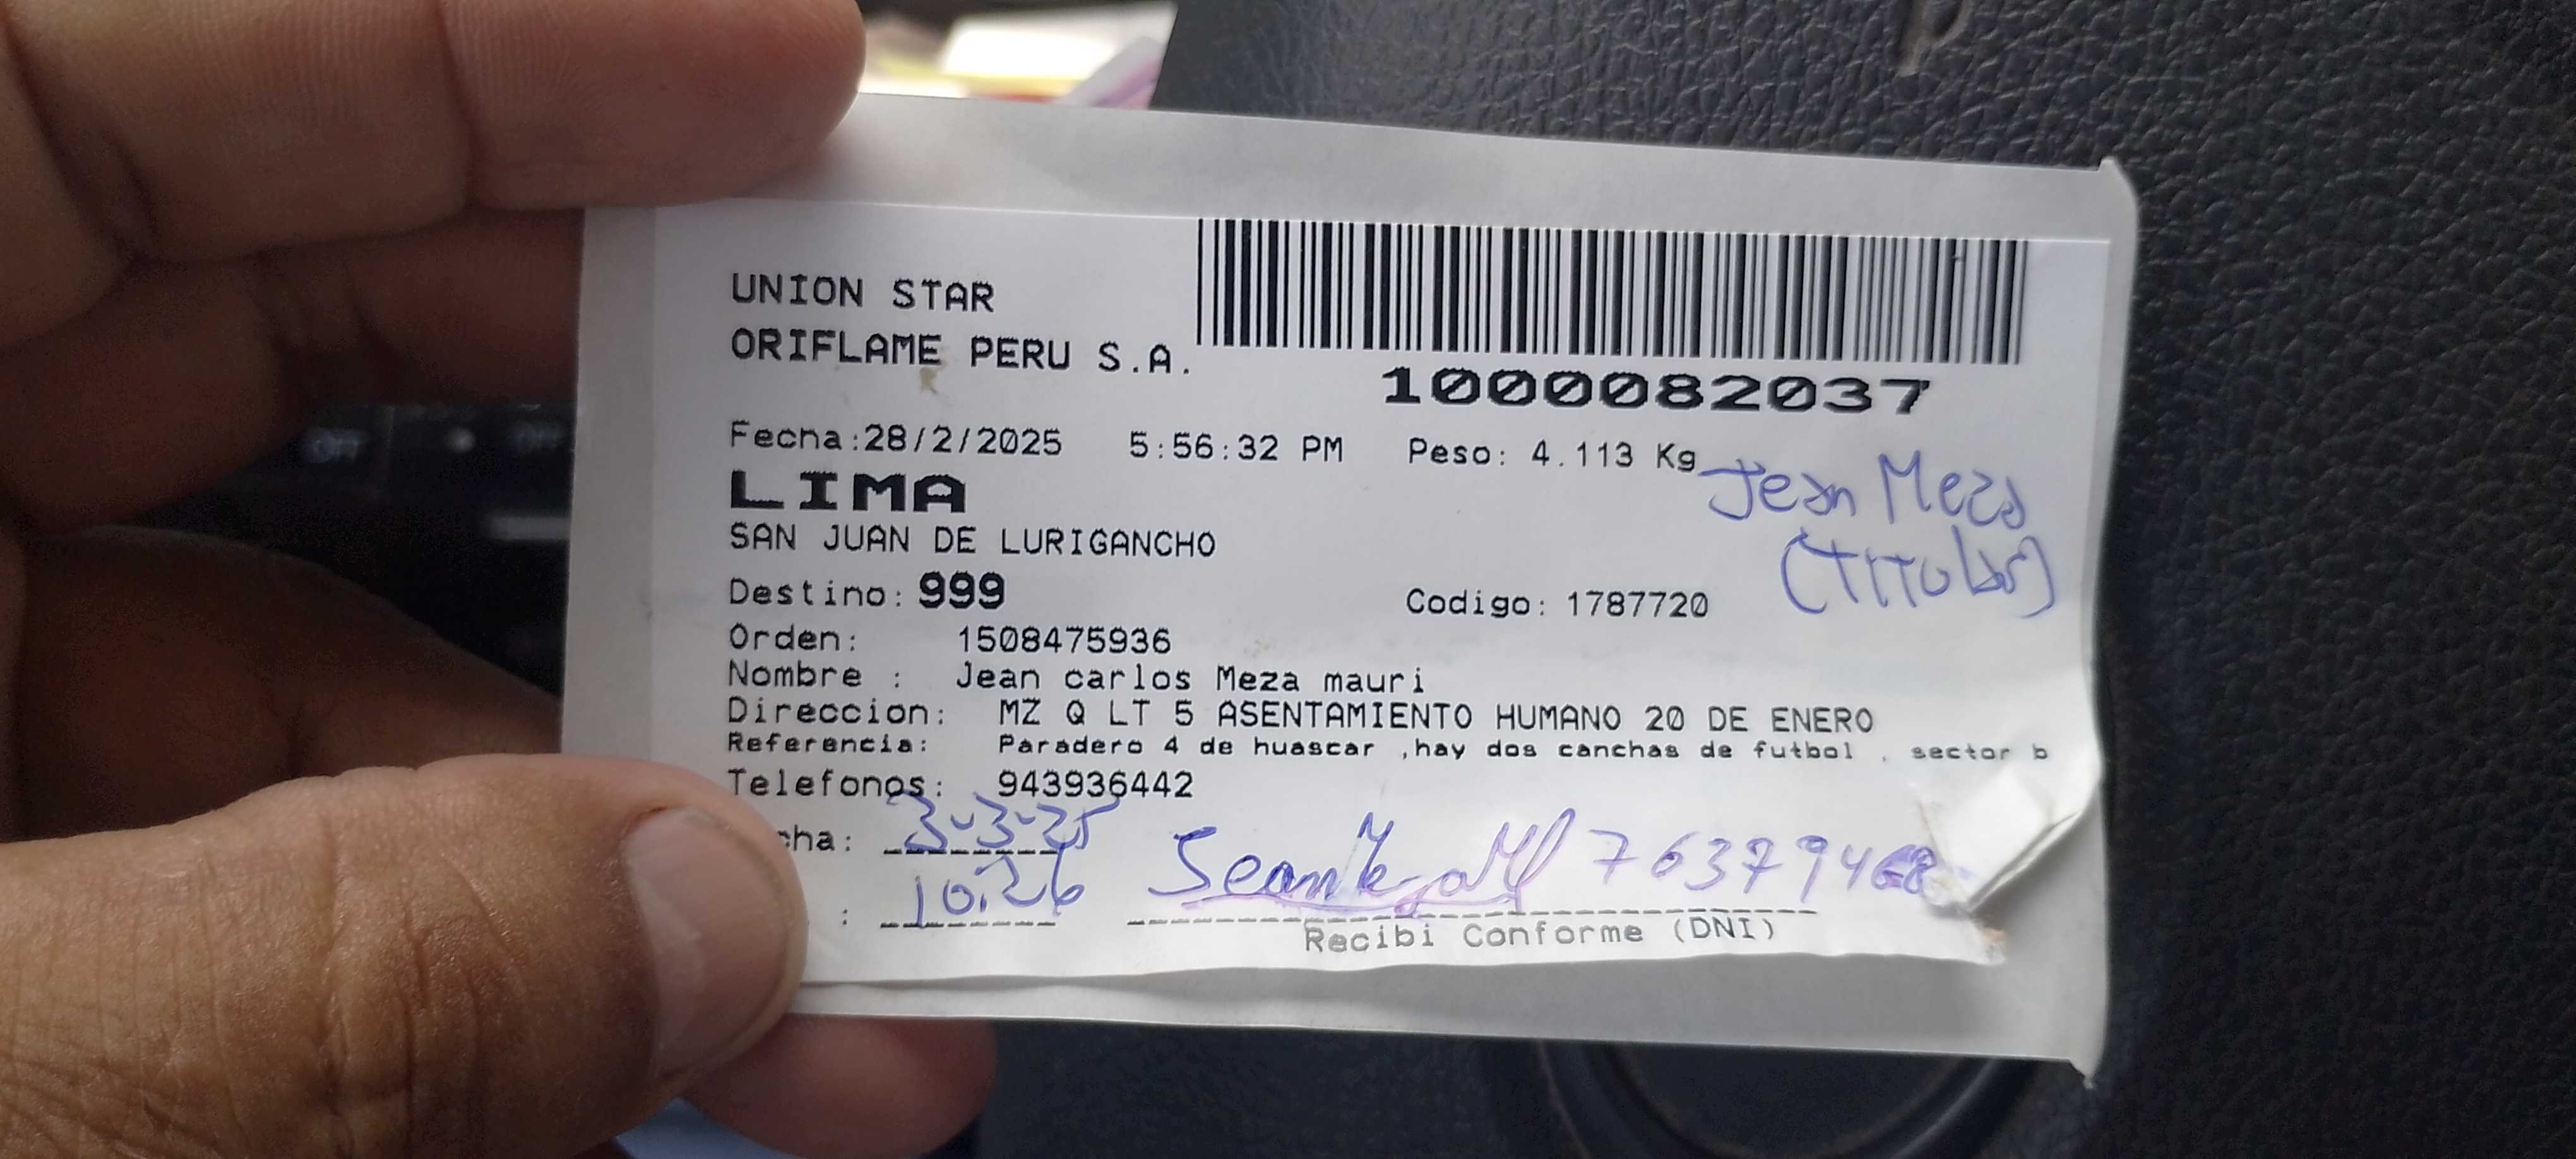 UNION STAR
ORIFLAME PERU S.A.
1000082037
Fecha:28/2/2025 5:56:32 PM Peso: 4.113 Kg
Jean Meza
(TITUlar)
LIMA
SAN JUAN DE LURIGANCHO
Destino: 999 Codigo: 1787720
Orden: 1508475936
Nombre : Jean carlos Meza mauri
Direccion: MZ Q LT 5 ASENTAMIENTO HUMANO 20 DE ENERO
Referencia: Paradero 4 de huascar ,hay dos canchas de futbol , sector b
Telefonos: 943936442
cha: 3-3-25
: 10:26 763794
Recibi Conforme (DNI)
OFF